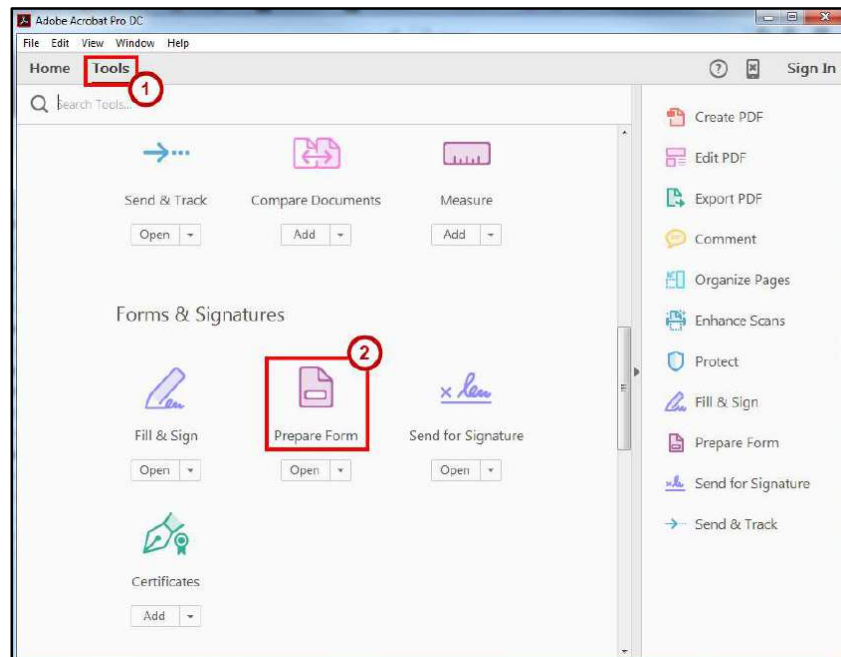 Adobe Acrobat Pro DC
File Edit View Window Help
Home Tools
1
Sign In
Search Tools...
Send & Track Compare Documents Measure
Open Add Add
Forms & Signatures
2
Fill & Sign Prepare Form Send for Signature
Open Open Open
Certificates
Add
Create PDF
Edit PDF
Export PDF
Comment
Organize Pages
Enhance Scans
Protect
Fill & Sign
Prepare Form
Send for Signature
Send & Track